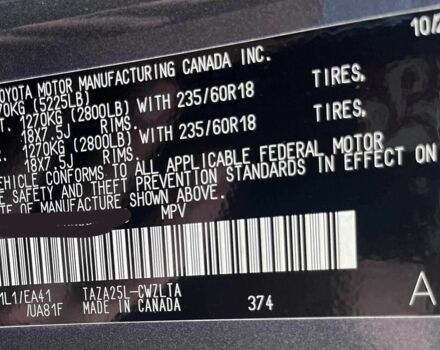 TOYOTA MOTOR MANUFACTURING CANADA INC. 10/2
70KG (5225LB)
T. 1270KG (2800LB) WITH 235/60R18 TIRES.
18X7.5J RIMS.
T. 1270KG (2800LB) WITH 235/60R18 TIRES.
18X7.5J RIMS.
VEHICLE CONFORMS TO ALL APPLICABLE FEDERAL MOTOR
E SAFETY AND THEFT PREVENTION STANDARDS IN EFFECT ON
TE OF MANUFACTURE SHOWN ABOVE.
MPV
1L1/EA41 TAZA25L-CWZLTA A
/UA81F MADE IN CANADA 374